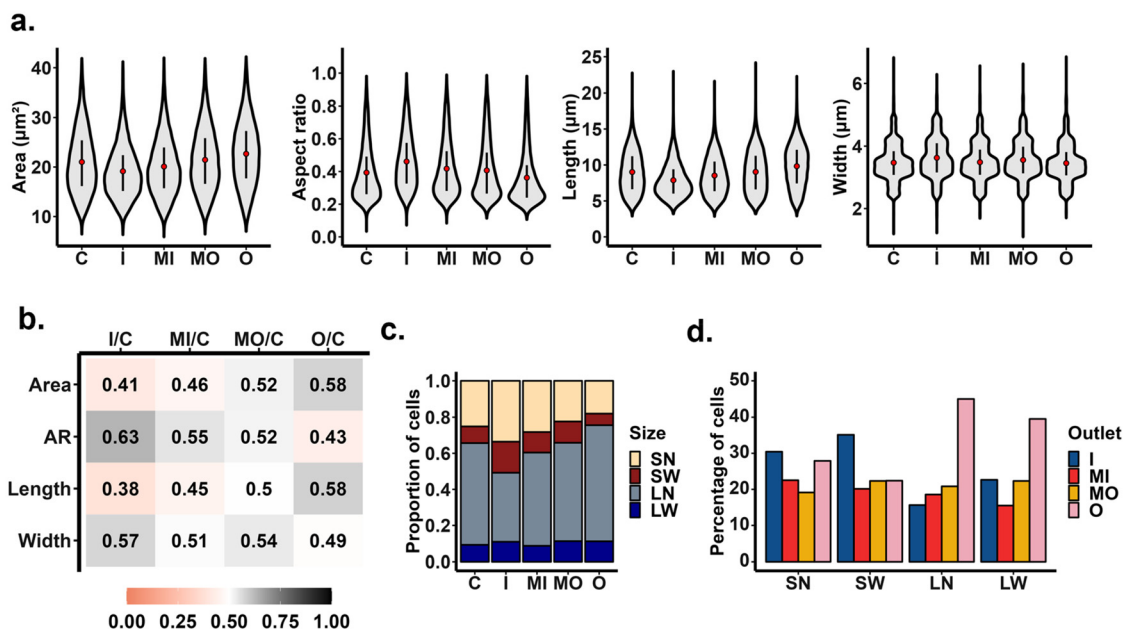 a.
Area (µm²)
40
30
20
10
C I MI MO O
Aspect ratio
1.0
0.8
0.6
0.4
0.2
0.0
C I MI MO O
Length (µm)
25
20
15
10
5
0
C I MI MO O
Width (µm)
6
4
2
C I MI MO O
b.
I/C MI/C MO/C O/C
Area 0.41 0.46 0.52 0.58
AR 0.63 0.55 0.52 0.43
Length 0.38 0.45 0.5 0.58
Width 0.57 0.51 0.54 0.49
0.00 0.25 0.50 0.75 1.00
c.
Proportion of cells
1.0
0.8
0.6
0.4
0.2
0.0
C I MI MO O
Size
SN
SW
LN
LW
d.
Percentage of cells
50
40
30
20
10
0
SN SW LN LW
Outlet
I
MI
MO
O